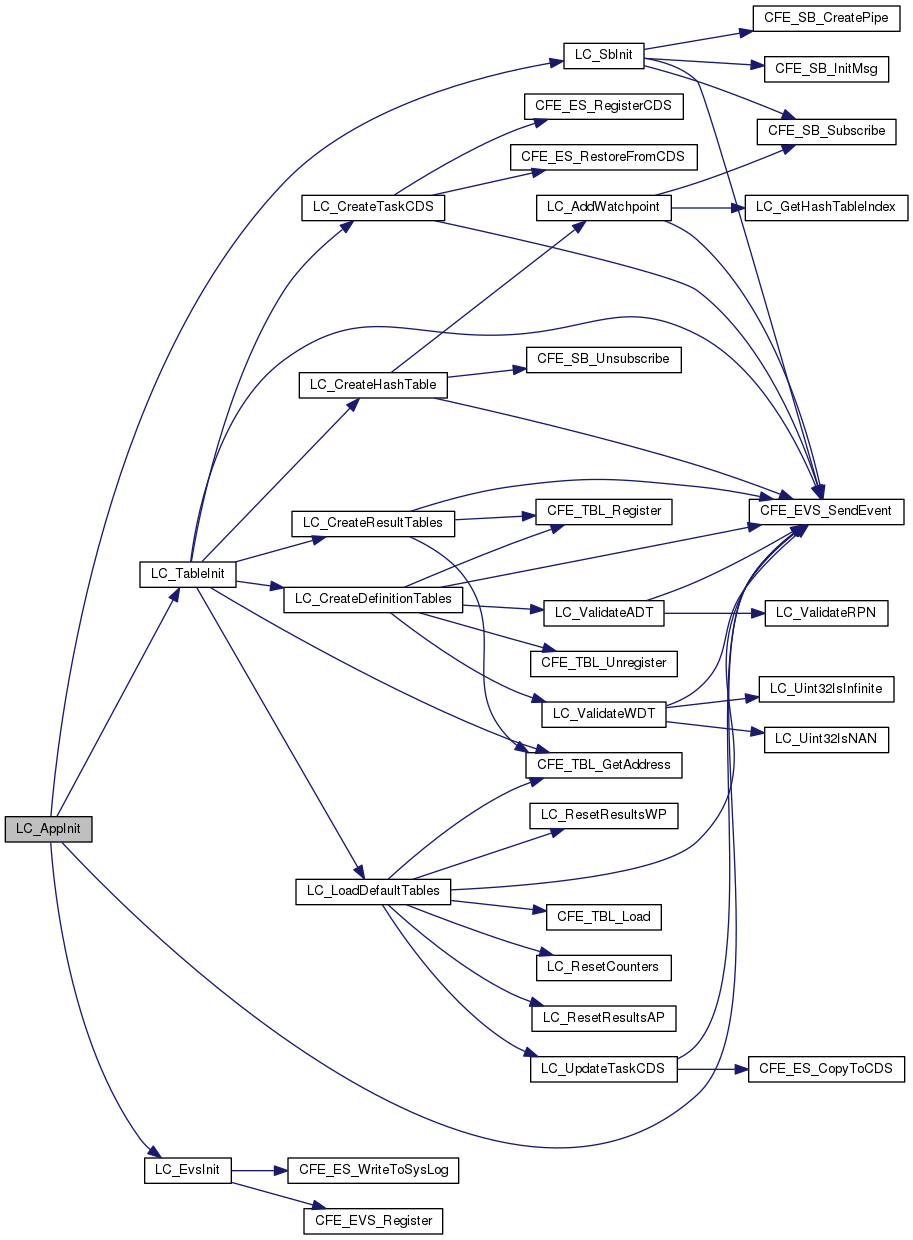 CFE_SB_CreatePipe
LC_SbInit
CFE_SB_InitMsg
CFE_ES_RegisterCDS
CFE_SB_Subscribe
CFE_ES_RestoreFromCDS
LC_CreateTaskCDS
LC_AddWatchpoint
LC_GetHashTableIndex
CFE_SB_Unsubscribe
LC_CreateHashTable
CFE_TBL_Register
CFE_EVS_SendEvent
LC_CreateResultTables
LC_TableInit
LC_CreateDefinitionTables
LC_ValidateADT
LC_ValidateRPN
CFE_TBL_Unregister
LC_Uint32IsInfinite
LC_ValidateWDT
LC_Uint32IsNAN
CFE_TBL_GetAddress
LC_ResetResultsWP
LC_AppInit
LC_LoadDefaultTables
CFE_TBL_Load
LC_ResetCounters
LC_ResetResultsAP
LC_UpdateTaskCDS
CFE_ES_CopyToCDS
LC_EvsInit
CFE_ES_WriteToSysLog
CFE_EVS_Register